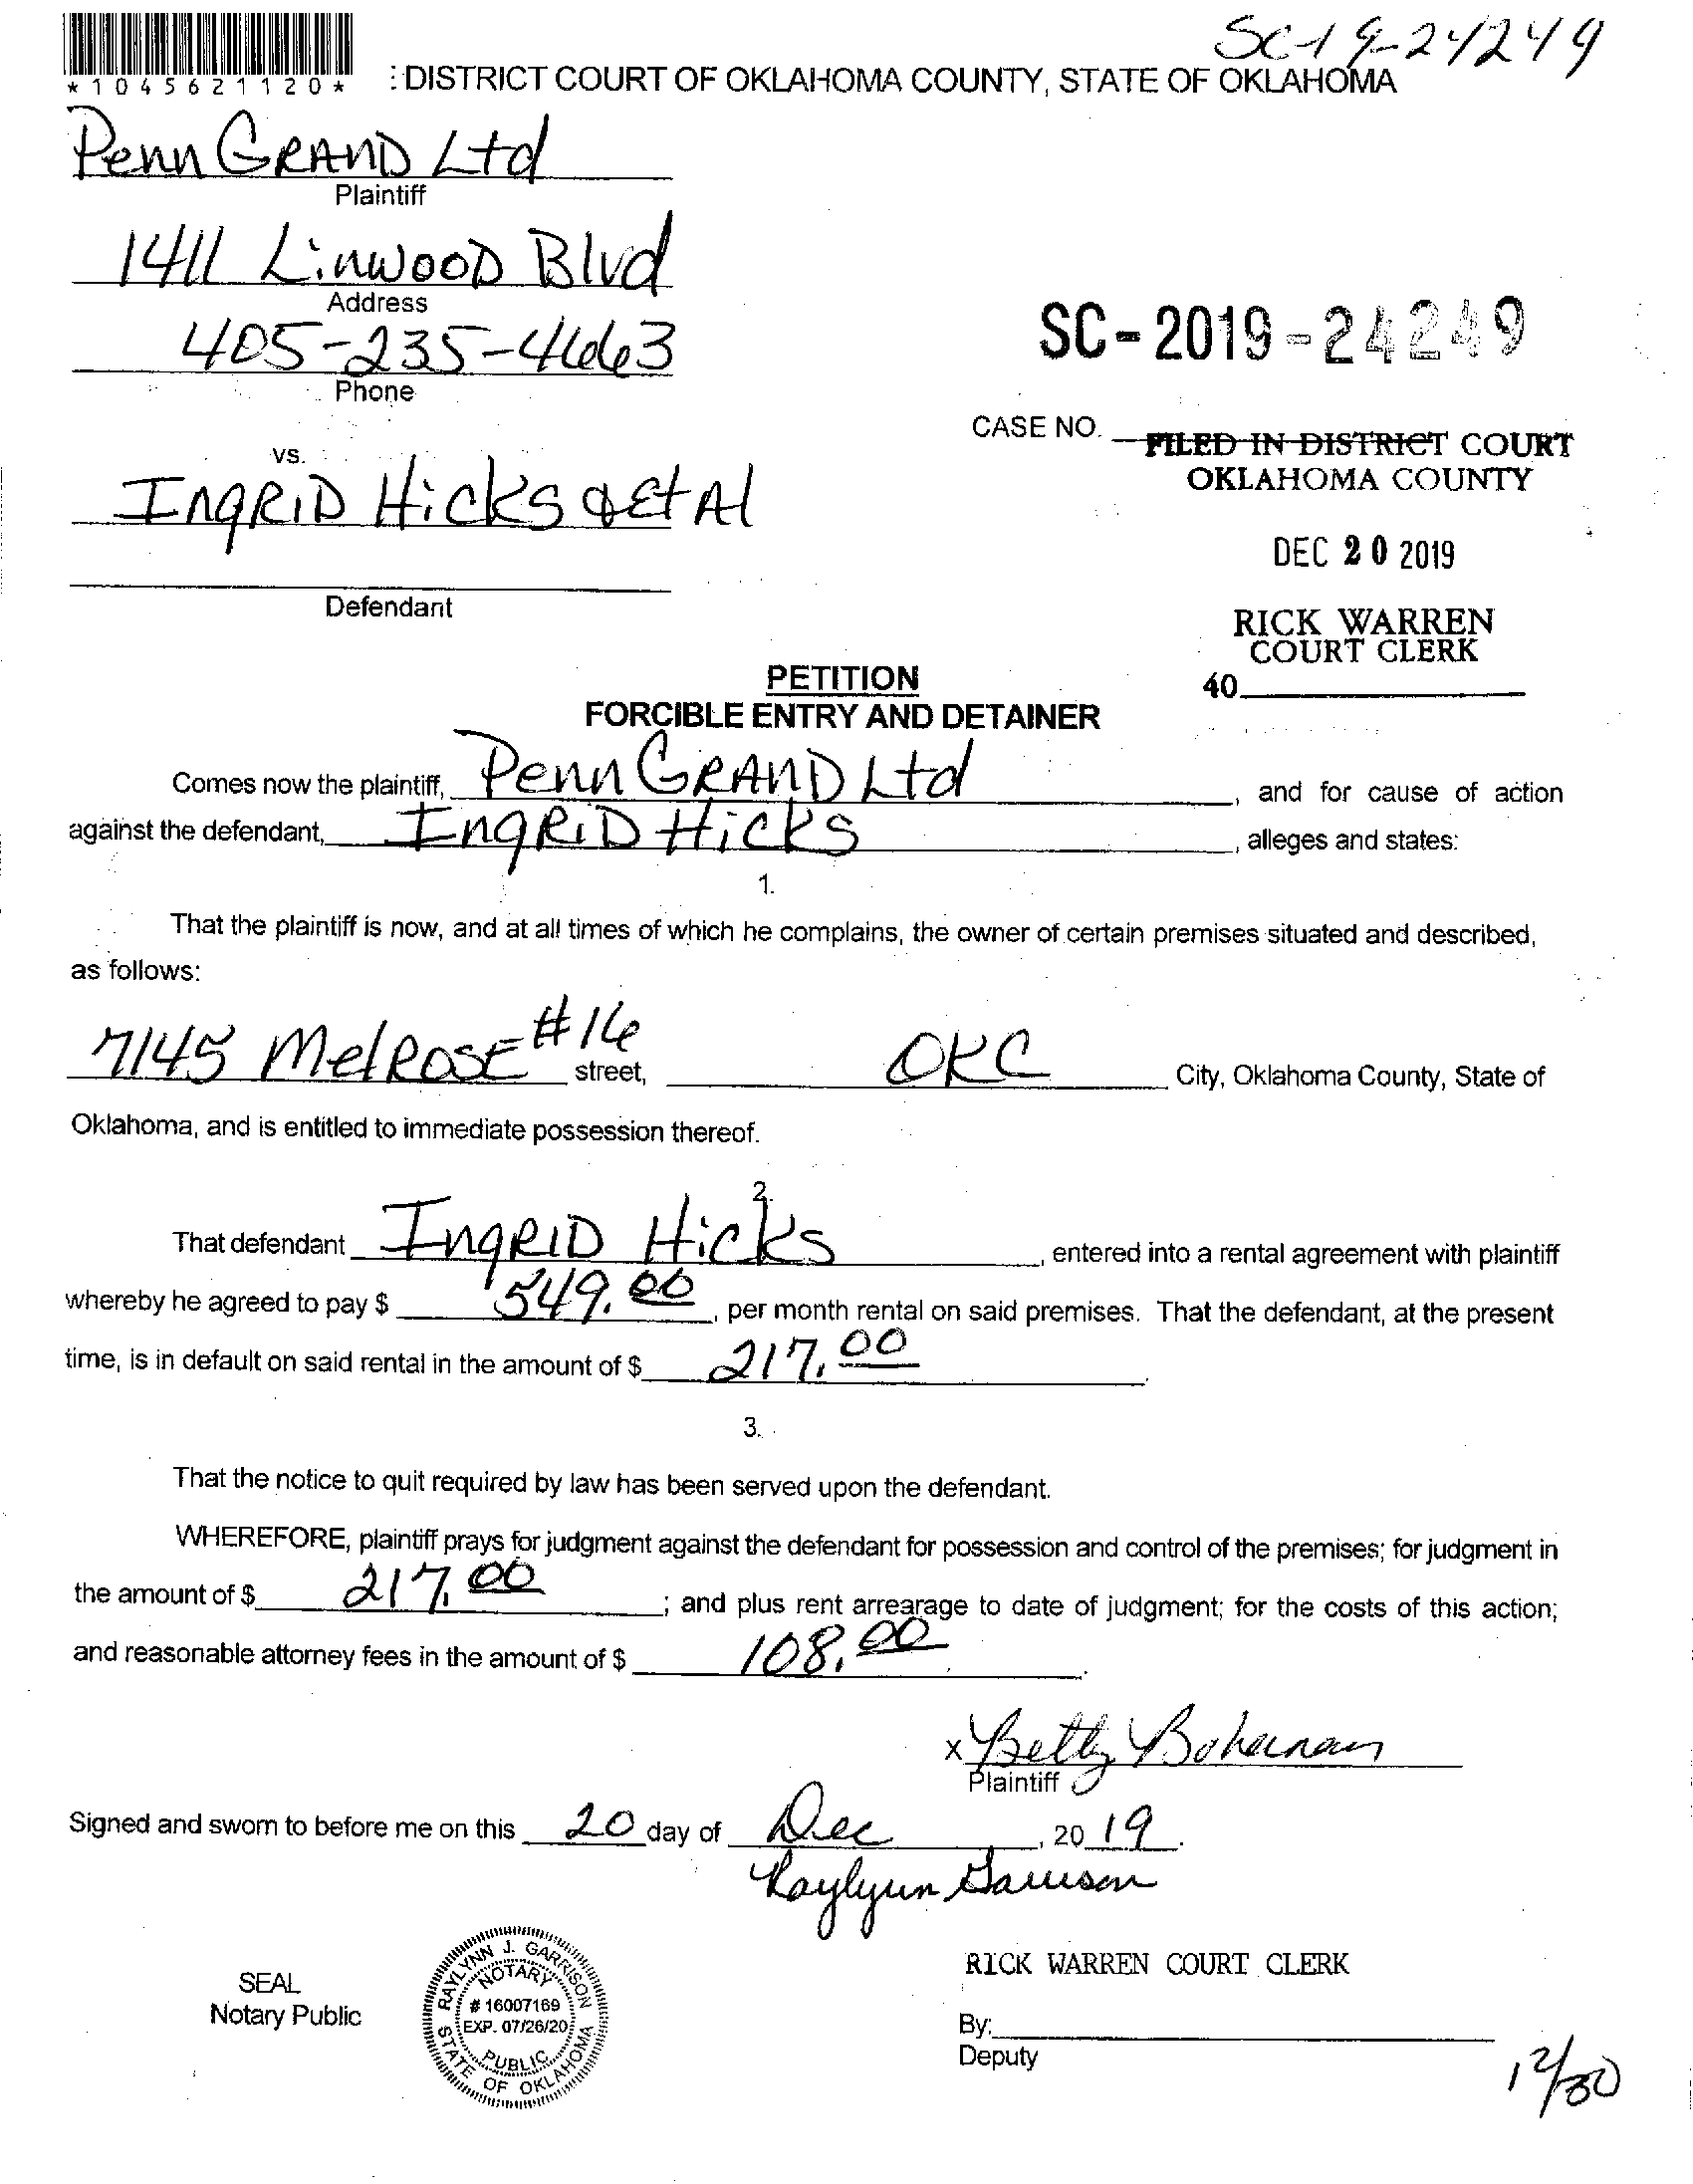 SC-19-24249
*1045621120*
: DISTRICT COURT OF OKLAHOMA COUNTY, STATE OF OKLAHOMA
Penn GRAND Ltd
Plaintiff
1411 LinwooD Blvd
Address
405-235-4663
Phone
SC-2019-24249
CASE NO.
FILED IN DISTRICT COURT
OKLAHOMA COUNTY
vs.
INgRiD Hicks & Et Al
DEC 20 2019
Defendant
RICK WARREN
COURT CLERK
40
PETITION
FORCIBLE ENTRY AND DETAINER
Comes now the plaintiff, Penn GRAND Ltd, and for cause of action
against the defendant, INgRiD Hicks, alleges and states:
1.
That the plaintiff is now, and at all times of which he complains, the owner of certain premises situated and described,
as follows:
7145 MelRose #16 street, OKC City, Oklahoma County, State of
Oklahoma, and is entitled to immediate possession thereof.
2.
That defendant INgRID Hicks, entered into a rental agreement with plaintiff
whereby he agreed to pay $ 549.00, per month rental on said premises. That the defendant, at the present
time, is in default on said rental in the amount of $ 217.00.
3.
That the notice to quit required by law has been served upon the defendant.
WHEREFORE, plaintiff prays for judgment against the defendant for possession and control of the premises; for judgment in
the amount of $ 217.00; and plus rent arrearage to date of judgment; for the costs of this action;
and reasonable attorney fees in the amount of $ 108.00.
x Betty Bohanan
Plaintiff
Signed and sworn to before me on this 20 day of Dec, 2019.
Raylynn Garrison
RICK WARREN COURT CLERK
SEAL
Notary Public
RAYLYNN J. GARRISON
NOTARY
# 16007169
EXP. 07/26/20
PUBLIC
STATE OF OKLAHOMA
By:
Deputy
12/30